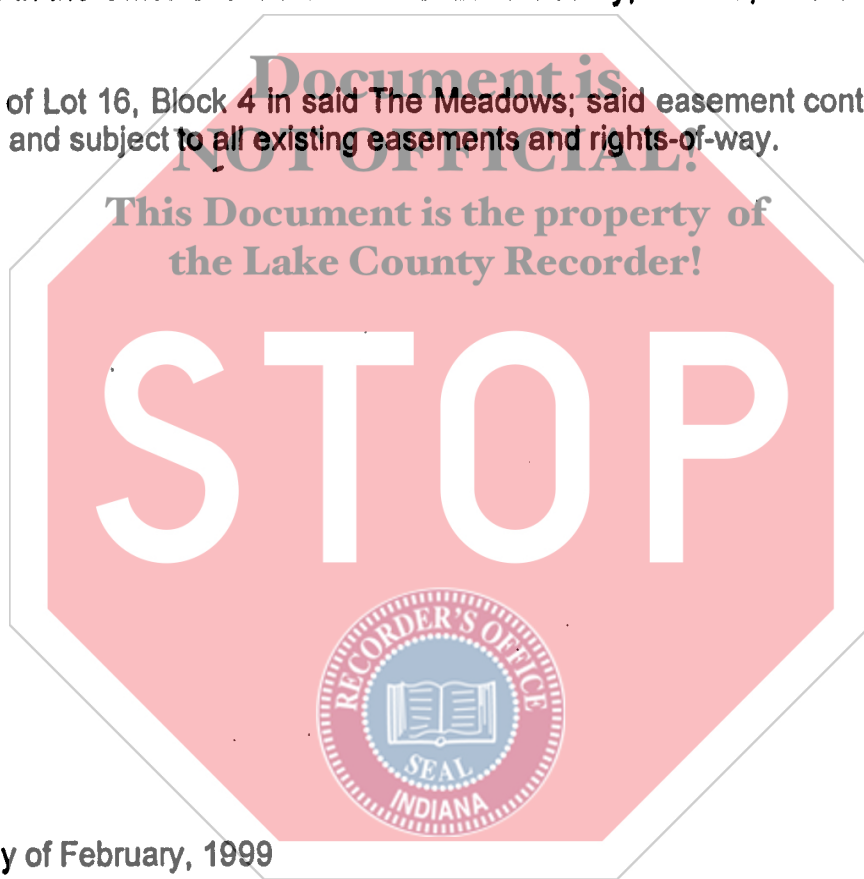 Document is
of Lot 16, Block 4 in said The Meadows; said easement cont
and subject to all existing easements and rights-of-way.
NOT OFFICIAL!
This Document is the property of
the Lake County Recorder!
STOP
RECORDER'S OFFICE
SEAL
INDIANA
y of February, 1999